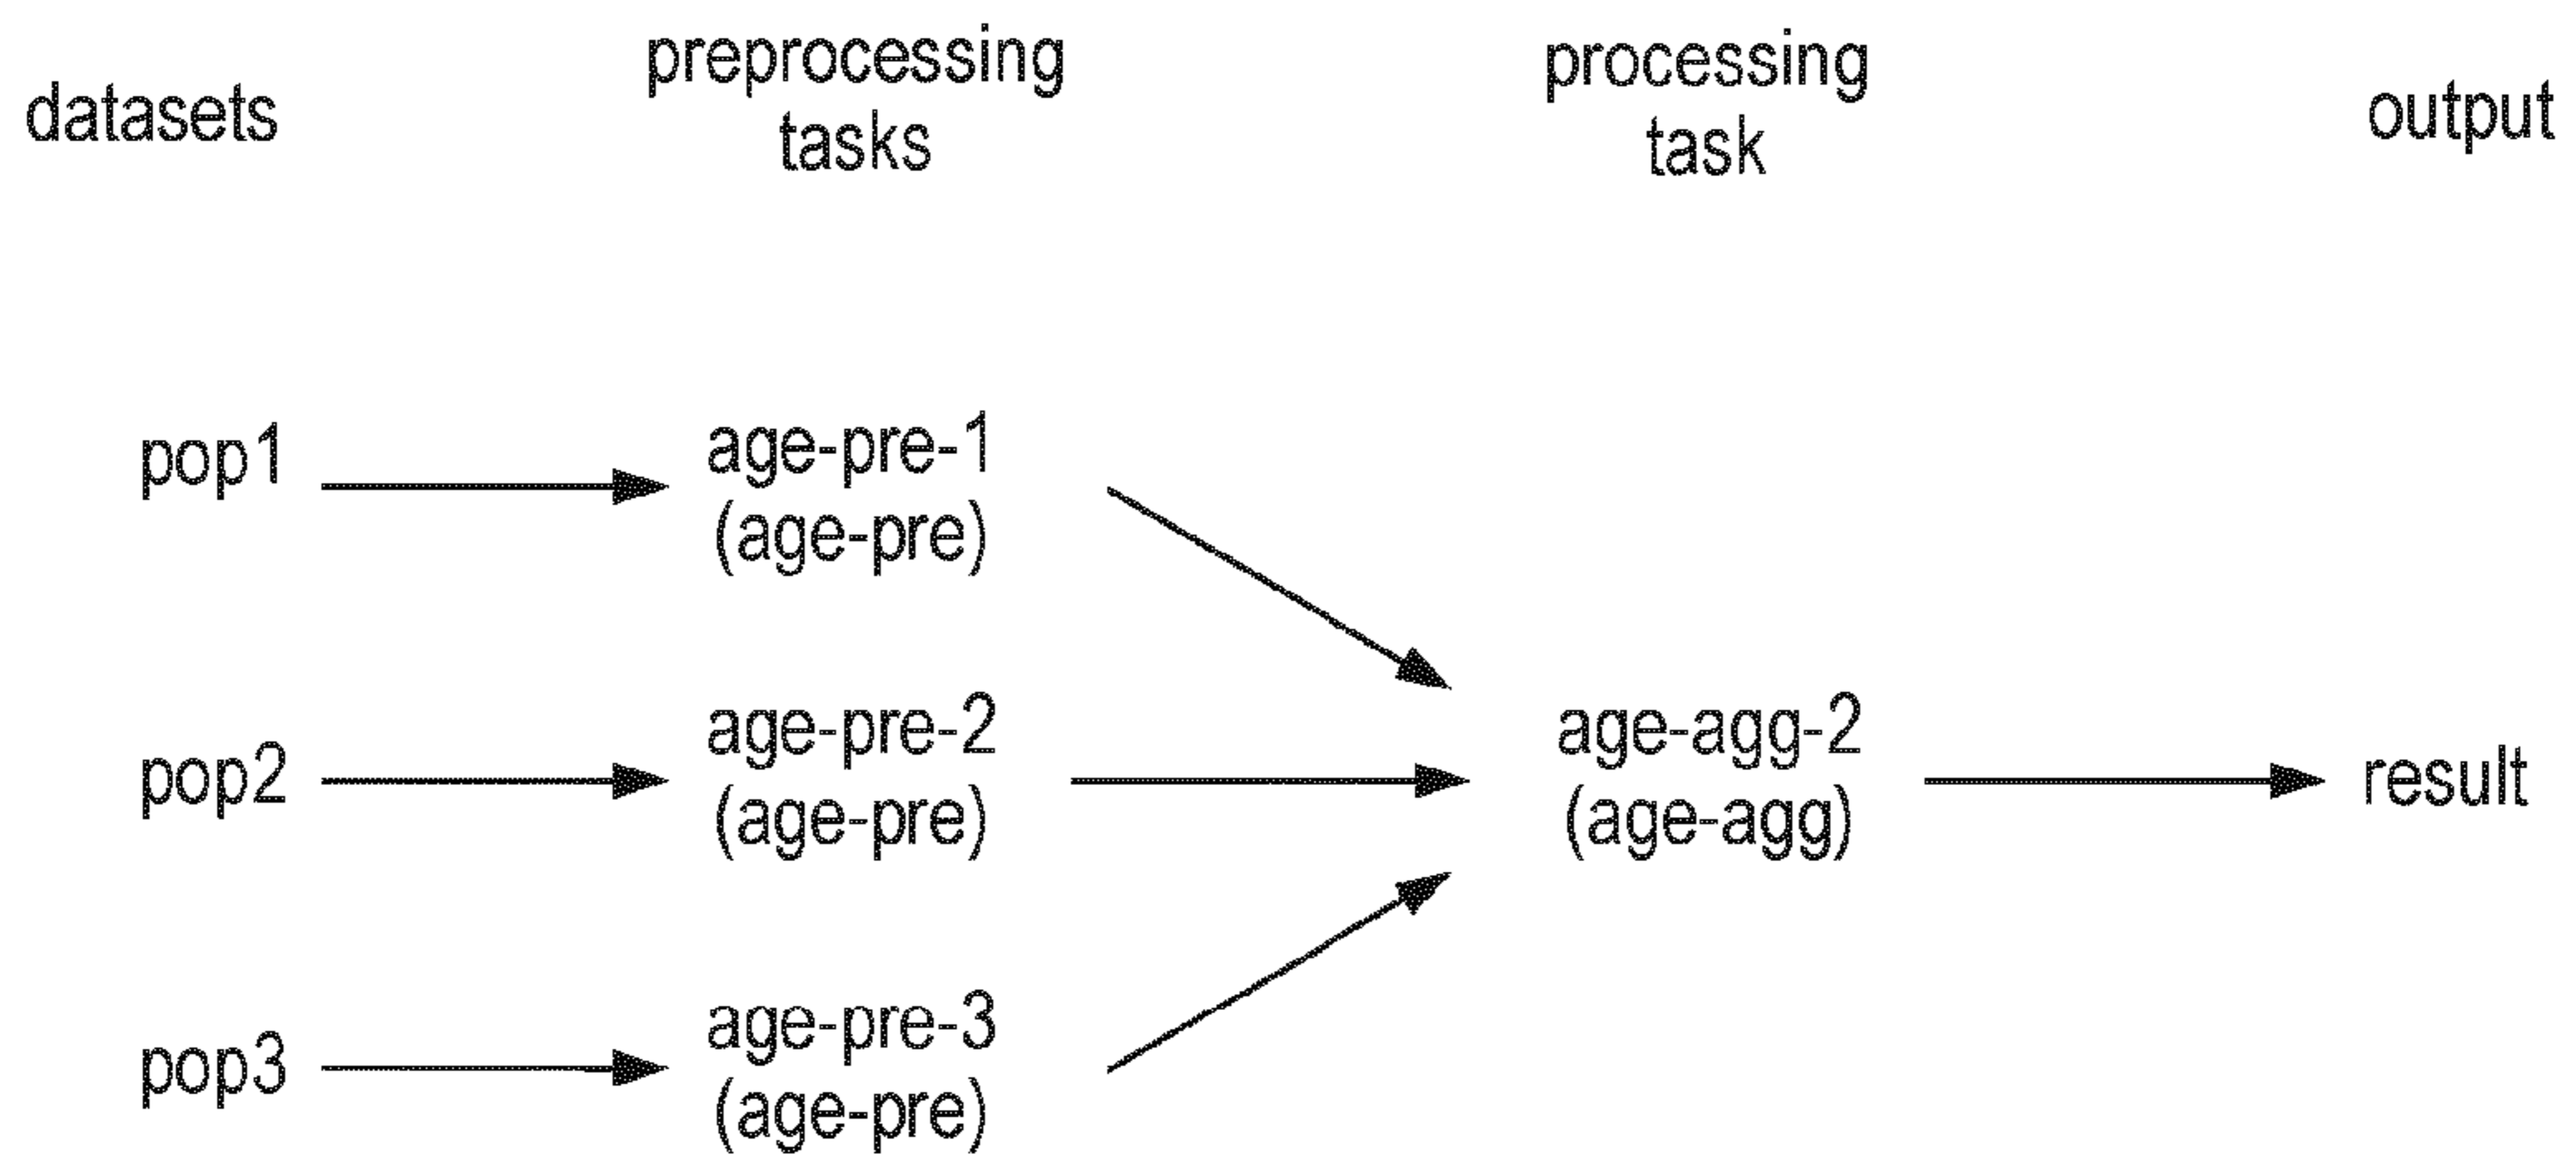 datasets
preprocessing
tasks
processing
task
output
pop1
age-pre-1
(age-pre)
pop2
age-pre-2
(age-pre)
age-agg-2
(age-agg)
result
pop3
age-pre-3
(age-pre)